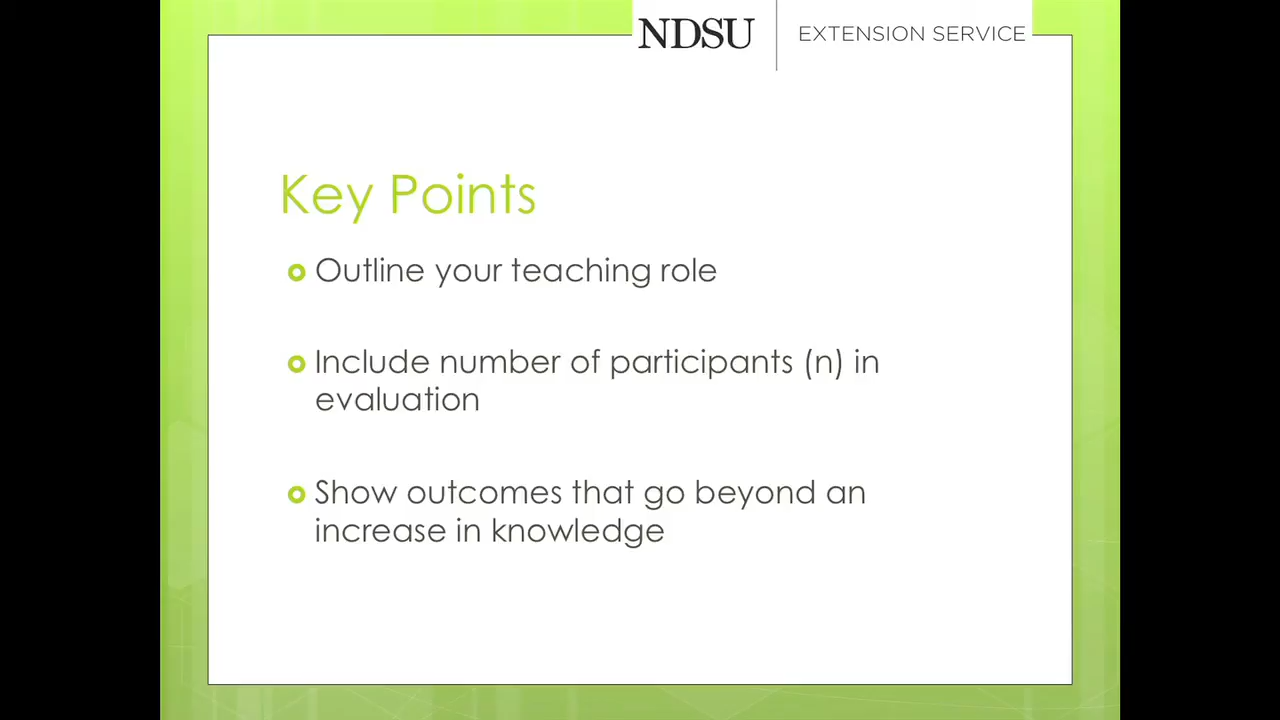 NDSU EXTENSION SERVICE
Key Points
Outline your teaching role
Include number of participants (n) in
evaluation
Show outcomes that go beyond an
increase in knowledge